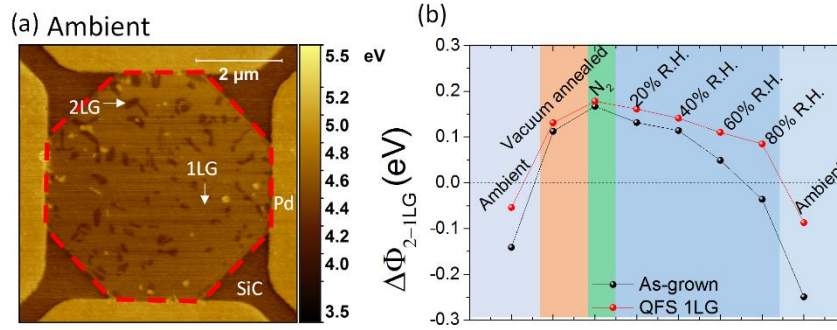 (a) Ambient
2 μm
2LG
1LG
Pd
SiC
5.5 eV
5.2
5.0
4.8
4.6
4.4
4.2
4.0
3.5
(b)
ΔΦ2-1LG (eV)
0.3
0.2
0.1
0.0
-0.1
-0.2
-0.3
Ambient
Vacuum annealed
N2
20% R.H.
40% R.H.
60% R.H.
80% R.H.
Ambient
As-grown
QFS 1LG